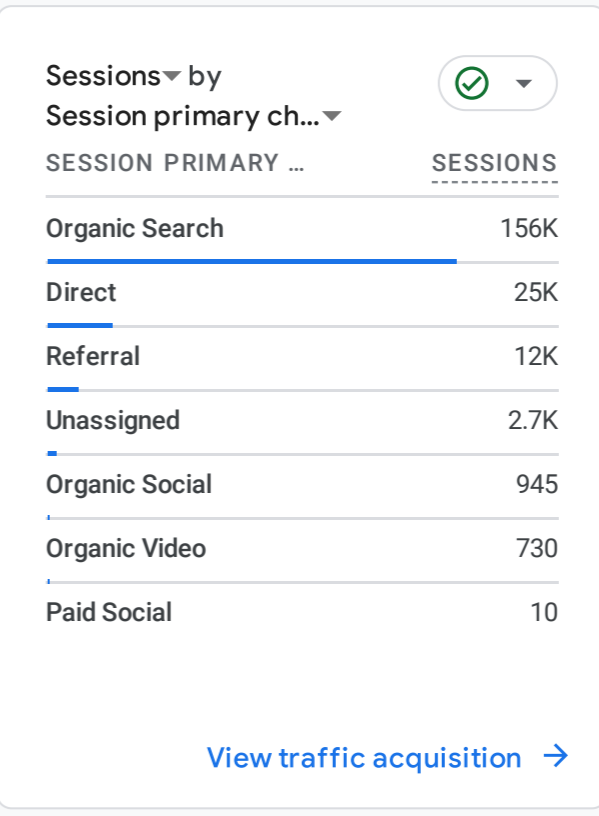 Sessions by
Session primary ch...
SESSION PRIMARY ... SESSIONS
Organic Search 156K
Direct 25K
Referral 12K
Unassigned 2.7K
Organic Social 945
Organic Video 730
Paid Social 10
View traffic acquisition